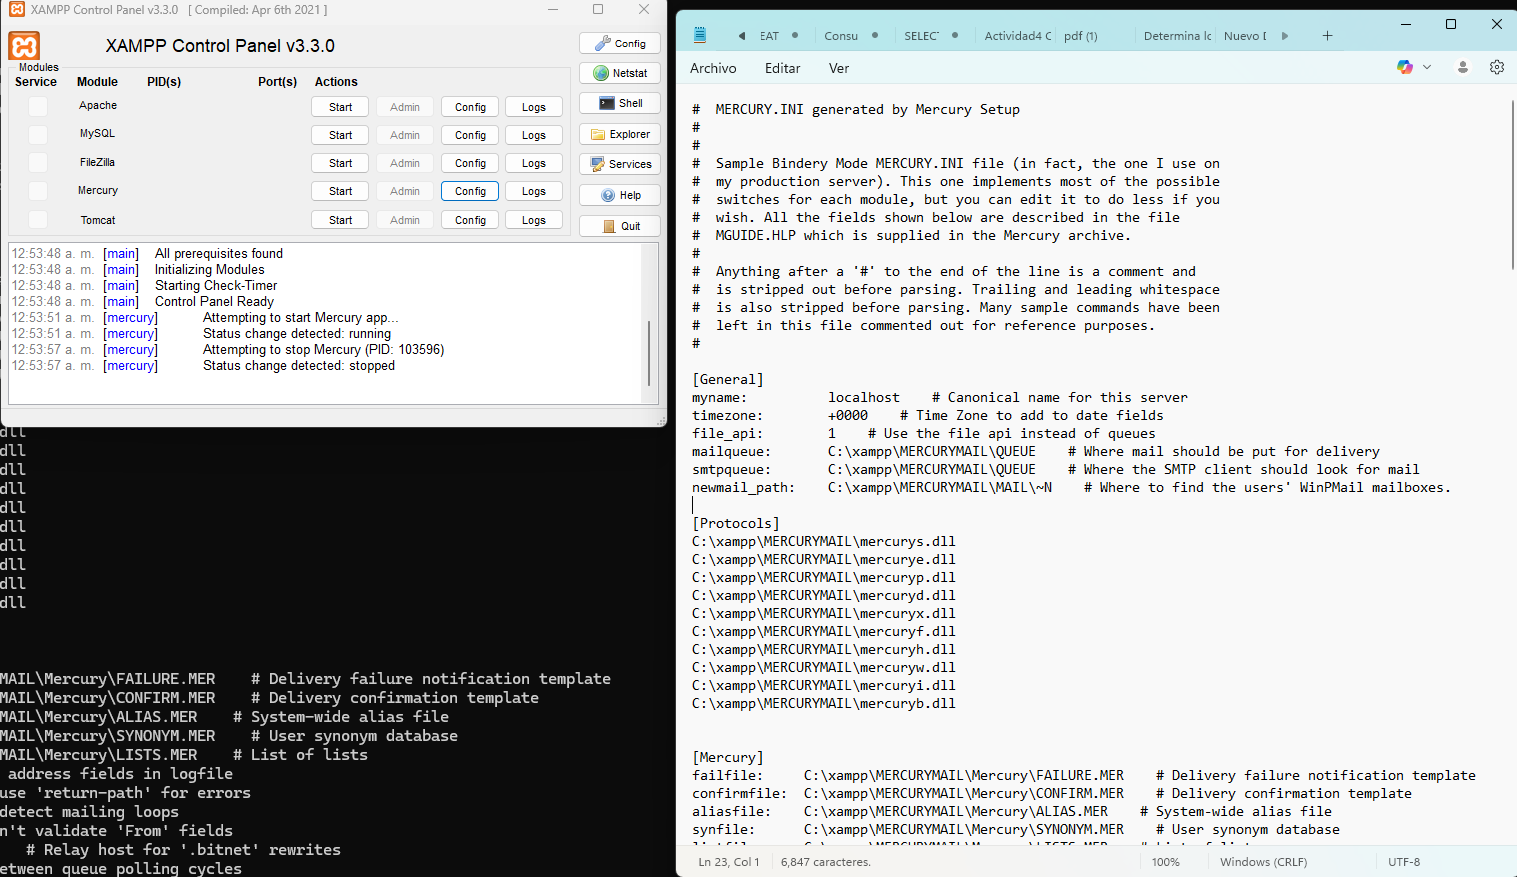 XAMPP Control Panel v3.3.0 [ Compiled: Apr 6th 2021 ]
XAMPP Control Panel v3.3.0
Config
Netstat
Shell
Explorer
Services
Help
Quit
Modules
Service Module PID(s) Port(s) Actions
Apache Start Admin Config Logs
MySQL Start Admin Config Logs
FileZilla Start Admin Config Logs
Mercury Start Admin Config Logs
Tomcat Start Admin Config Logs
12:53:48 a. m. [main] All prerequisites found
12:53:48 a. m. [main] Initializing Modules
12:53:48 a. m. [main] Starting Check-Timer
12:53:48 a. m. [main] Control Panel Ready
12:53:51 a. m. [mercury] Attempting to start Mercury app...
12:53:51 a. m. [mercury] Status change detected: running
12:53:57 a. m. [mercury] Attempting to stop Mercury (PID: 103596)
12:53:57 a. m. [mercury] Status change detected: stopped
dll
dll
dll
dll
dll
dll
dll
dll
dll
dll
MAIL\Mercury\FAILURE.MER # Delivery failure notification template
MAIL\Mercury\CONFIRM.MER # Delivery confirmation template
MAIL\Mercury\ALIAS.MER # System-wide alias file
MAIL\Mercury\SYNONYM.MER # User synonym database
MAIL\Mercury\LISTS.MER # List of lists
address fields in logfile
use 'return-path' for errors
detect mailing loops
n't validate 'From' fields
# Relay host for '.bitnet' rewrites
etween queue polling cycles
EAT Consu SELEC Actividad4 C pdf (1) Determina lo Nuevo D
Archivo Editar Ver
# MERCURY.INI generated by Mercury Setup
#
#
# Sample Bindery Mode MERCURY.INI file (in fact, the one I use on
# my production server). This one implements most of the possible
# switches for each module, but you can edit it to do less if you
# wish. All the fields shown below are described in the file
# MGUIDE.HLP which is supplied in the Mercury archive.
#
# Anything after a '#' to the end of the line is a comment and
# is stripped out before parsing. Trailing and leading whitespace
# is also stripped before parsing. Many sample commands have been
# left in this file commented out for reference purposes.
#
[General]
myname: localhost # Canonical name for this server
timezone: +0000 # Time Zone to add to date fields
file_api: 1 # Use the file api instead of queues
mailqueue: C:\xampp\MERCURYMAIL\QUEUE # Where mail should be put for delivery
smtpqueue: C:\xampp\MERCURYMAIL\QUEUE # Where the SMTP client should look for mail
newmail_path: C:\xampp\MERCURYMAIL\MAIL\~N # Where to find the users' WinPMail mailboxes.
[Protocols]
C:\xampp\MERCURYMAIL\mercurys.dll
C:\xampp\MERCURYMAIL\mercurye.dll
C:\xampp\MERCURYMAIL\mercuryp.dll
C:\xampp\MERCURYMAIL\mercuryd.dll
C:\xampp\MERCURYMAIL\mercuryx.dll
C:\xampp\MERCURYMAIL\mercuryf.dll
C:\xampp\MERCURYMAIL\mercuryh.dll
C:\xampp\MERCURYMAIL\mercuryw.dll
C:\xampp\MERCURYMAIL\mercuryi.dll
C:\xampp\MERCURYMAIL\mercuryb.dll
[Mercury]
failfile: C:\xampp\MERCURYMAIL\Mercury\FAILURE.MER # Delivery failure notification template
confirmfile: C:\xampp\MERCURYMAIL\Mercury\CONFIRM.MER # Delivery confirmation template
aliasfile: C:\xampp\MERCURYMAIL\Mercury\ALIAS.MER # System-wide alias file
synfile: C:\xampp\MERCURYMAIL\Mercury\SYNONYM.MER # User synonym database
Ln 23, Col 1 6,847 caracteres. 100% Windows (CRLF) UTF-8